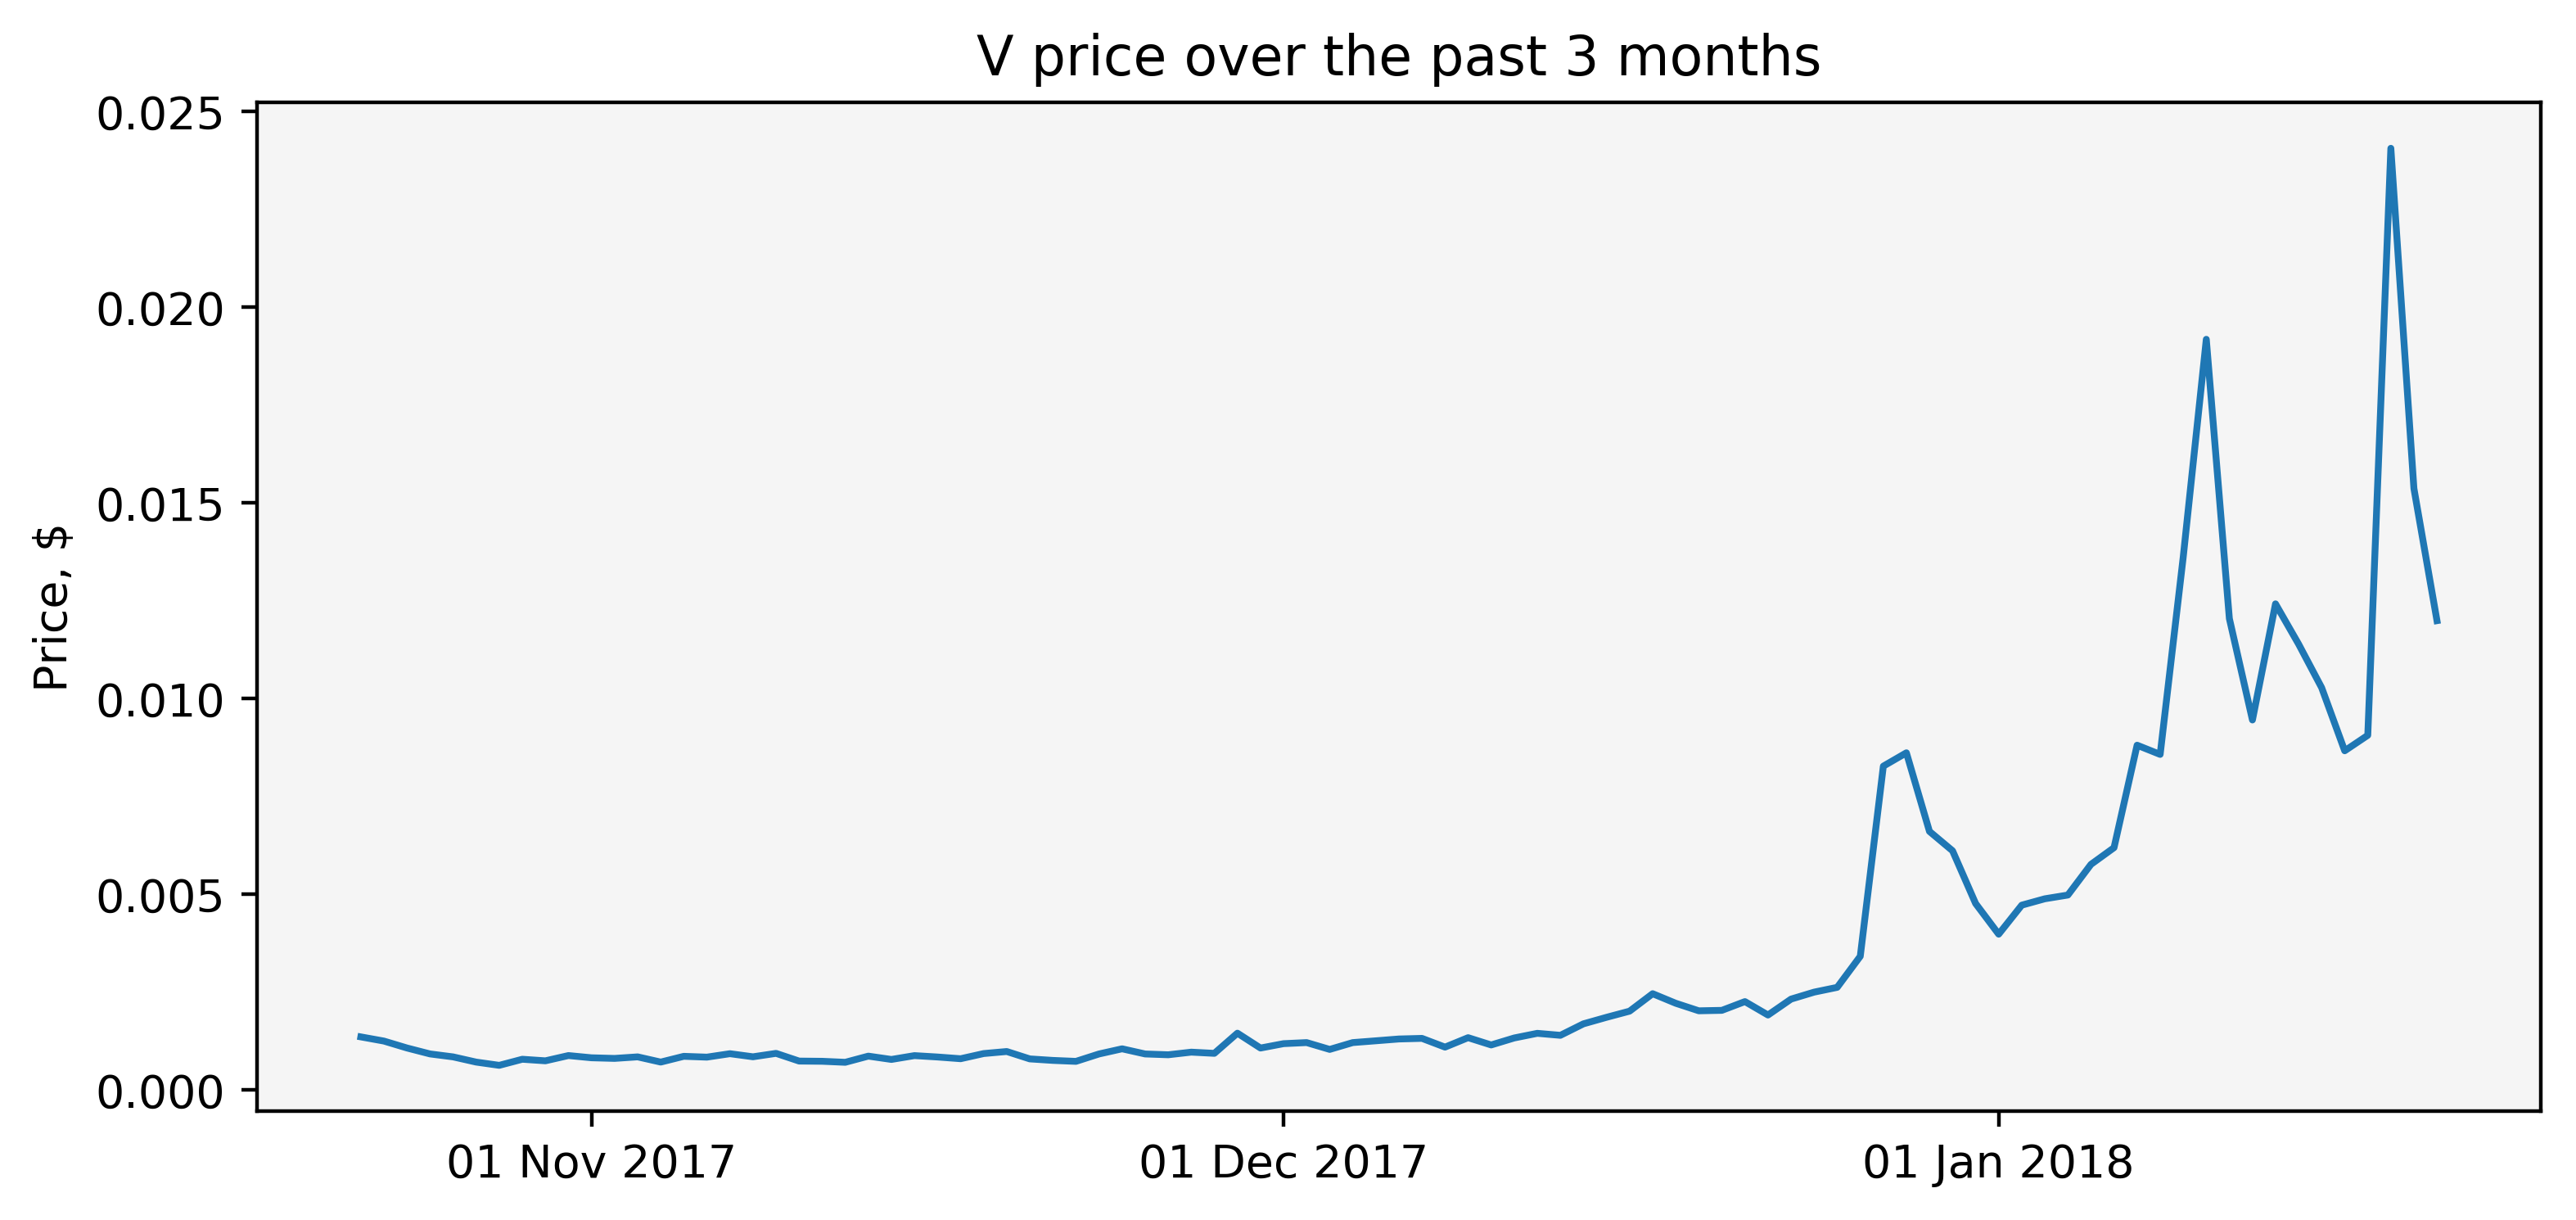 V price over the past 3 months
0.025
0.020
0.015
0.010
0.005
0.000
Price, $
01 Nov 2017
01 Dec 2017
01 Jan 2018